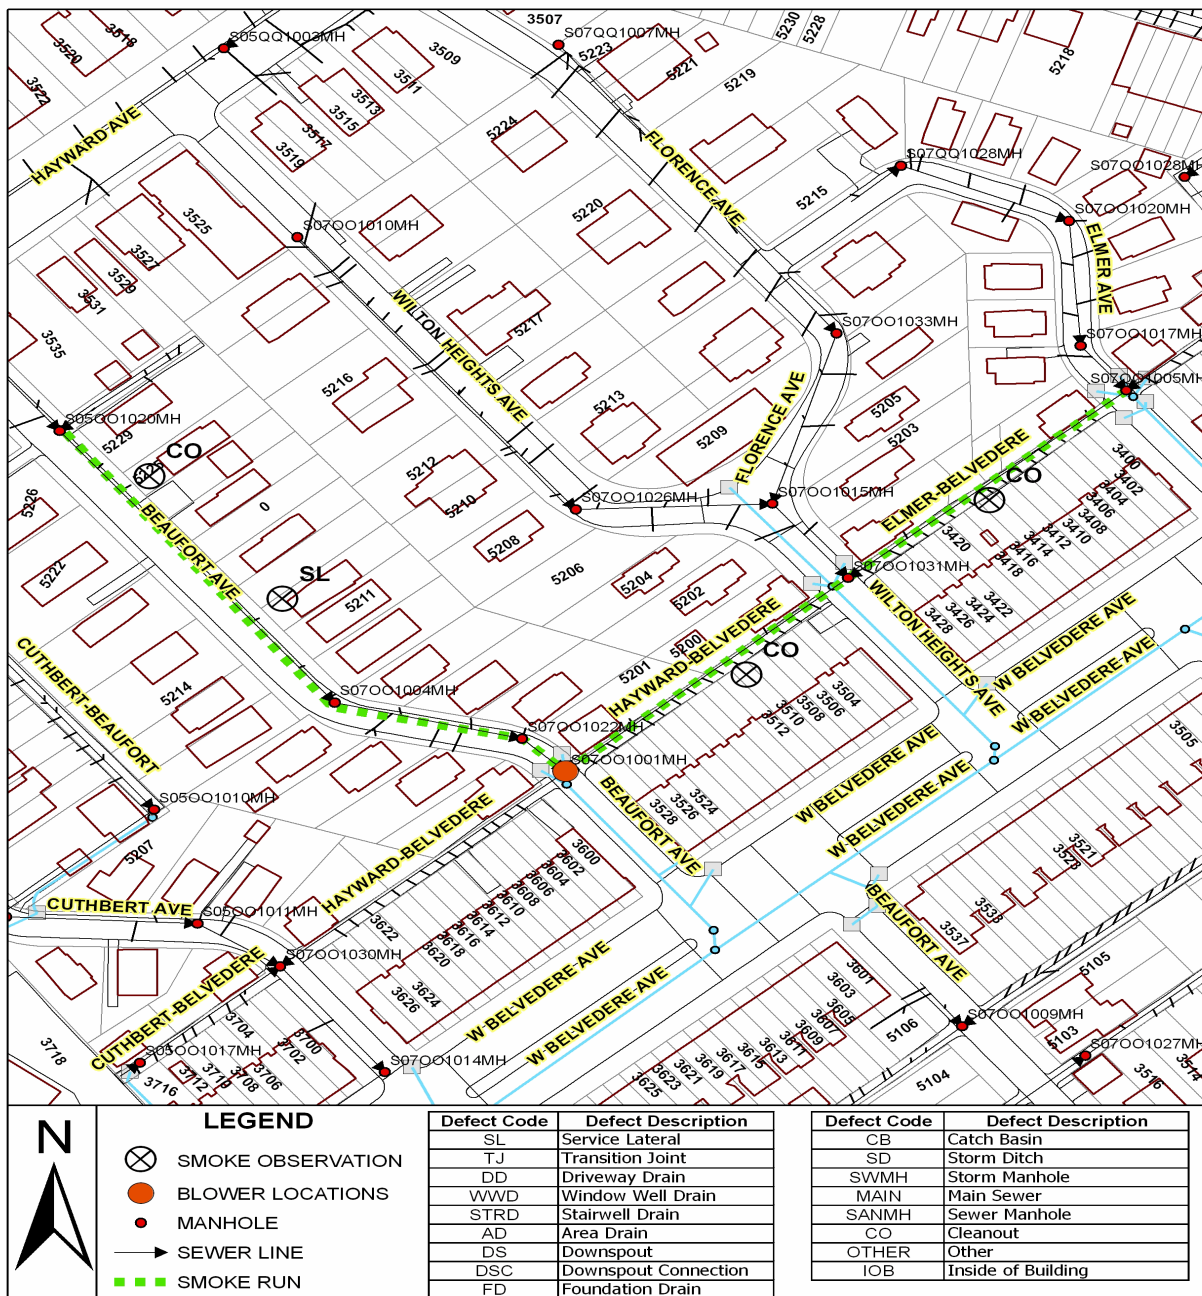 3507
S07QQ1007MH
5230
5228
3518
3520
S05QQ1003MH
3509
5223
5221
5218
3522
3511
5219
3513
3515
HAYWARD AVE
3517
3519
5224
FLORENCE AVE
S07QQ1028MH
S07OO1028MH
5215
3525
S07OO1010MH
5220
S07OO1020MH
3527
3529
3531
ELMER AVE
WILTON HEIGHTS AVE
5217
S07OO1033MH
3535
S07OO1017MH
5216
S07OO1005MH
5213
5205
FLORENCE AVE
S05OO1020MH
5229
5209
5203
ELMER-BELVEDERE
CO
5212
3400
3402
3404
3406
3408
3410
3412
3414
3416
3418
3420
CO
5226
5210
S07OO1026MH
S07OO1015MH
BEAUFORT AVE
0
5208
5222
SL
5206
S07OO1031MH
5211
5204
5202
3422
3424
3426
3428
WILTON HEIGHTS AVE
W BELVEDERE AVE
HAYWARD-BELVEDERE
5200
5201
CO
CUTHBERT-BEAUFORT
W BELVEDERE AVE
5214
S07OO1004MH
3504
3506
3508
3510
3512
S07OO1022MH
3505
S07OO1001MH
W BELVEDERE AVE
W BELVEDERE AVE
S05OO1010MH
BEAUFORT AVE
3524
3526
3528
HAYWARD-BELVEDERE
5207
3600
3602
3604
3606
3608
3610
3612
3614
3616
3618
3620
3622
3521
3523
CUTHBERT AVE
S05OO1011MH
3533
BEAUFORT AVE
3537
CUTHBERT-BELVEDERE
S07OO1030MH
3624
3626
W BELVEDERE AVE
W BELVEDERE AVE
3601
3603
3605
3607
3609
3611
3613
3615
3617
3619
3621
3623
3625
5105
5106
S07OO1009MH
5103
3718
S05OO1017MH
3704
3700
3702
3706
3708
3710
3712
3716
S07OO1014MH
S07OO1027MH
5104
3516
3514
N
LEGEND
SMOKE OBSERVATION
BLOWER LOCATIONS
MANHOLE
SEWER LINE
SMOKE RUN
Defect Code Defect Description
SL Service Lateral
TJ Transition Joint
DD Driveway Drain
WWD Window Well Drain
STRD Stairwell Drain
AD Area Drain
DS Downspout
DSC Downspout Connection
FD Foundation Drain
Defect Code Defect Description
CB Catch Basin
SD Storm Ditch
SWMH Storm Manhole
MAIN Main Sewer
SANMH Sewer Manhole
CO Cleanout
OTHER Other
IOB Inside of Building